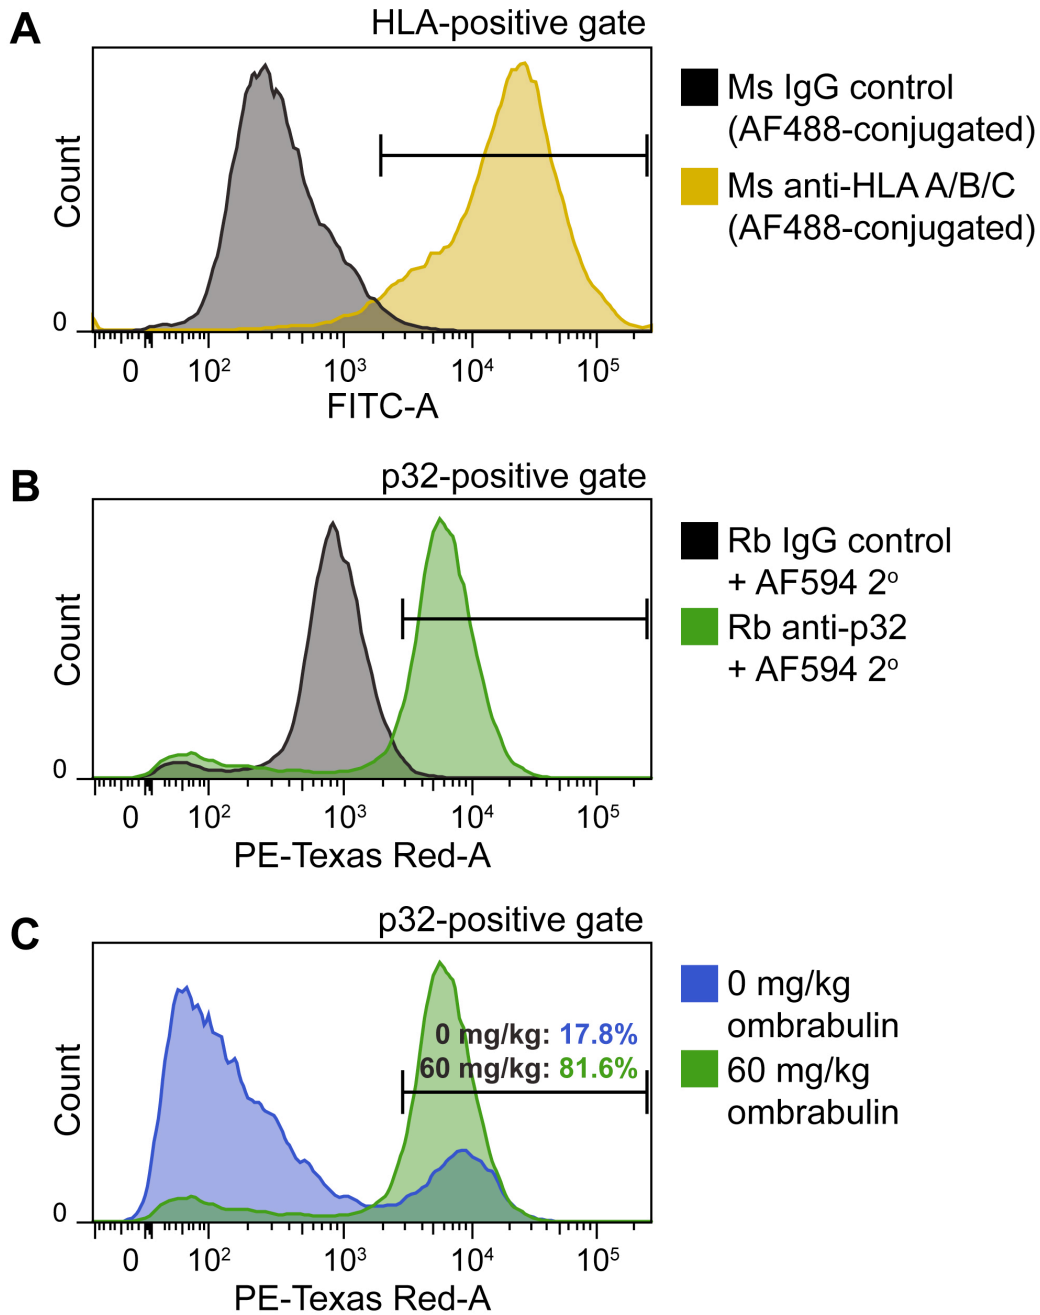 A
HLA-positive gate
Count
0
0 10² 10³ 10⁴ 10⁵
FITC-A
Ms IgG control
(AF488-conjugated)
Ms anti-HLA A/B/C
(AF488-conjugated)
B
p32-positive gate
Count
0
0 10² 10³ 10⁴ 10⁵
PE-Texas Red-A
Rb IgG control
+ AF594 2º
Rb anti-p32
+ AF594 2º
C
p32-positive gate
Count
0
0 mg/kg: 17.8%
60 mg/kg: 81.6%
0 10² 10³ 10⁴ 10⁵
PE-Texas Red-A
0 mg/kg
ombrabulin
60 mg/kg
ombrabulin